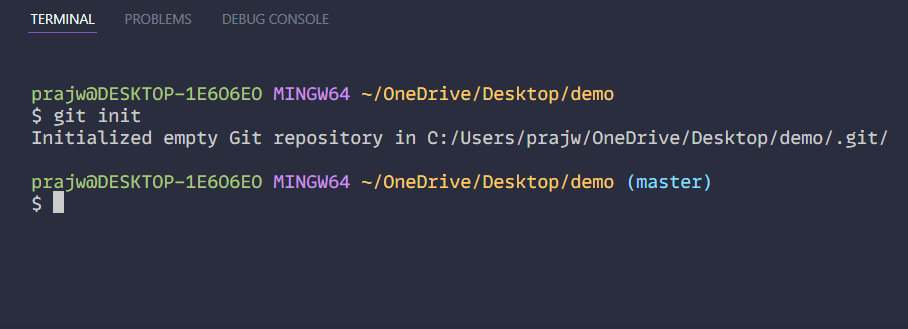 TERMINAL PROBLEMS DEBUG CONSOLE
prajw@DESKTOP-1E6O6EO MINGW64 ~/OneDrive/Desktop/demo
$ git init
Initialized empty Git repository in C:/Users/prajw/OneDrive/Desktop/demo/.git/
prajw@DESKTOP-1E6O6EO MINGW64 ~/OneDrive/Desktop/demo (master)
$